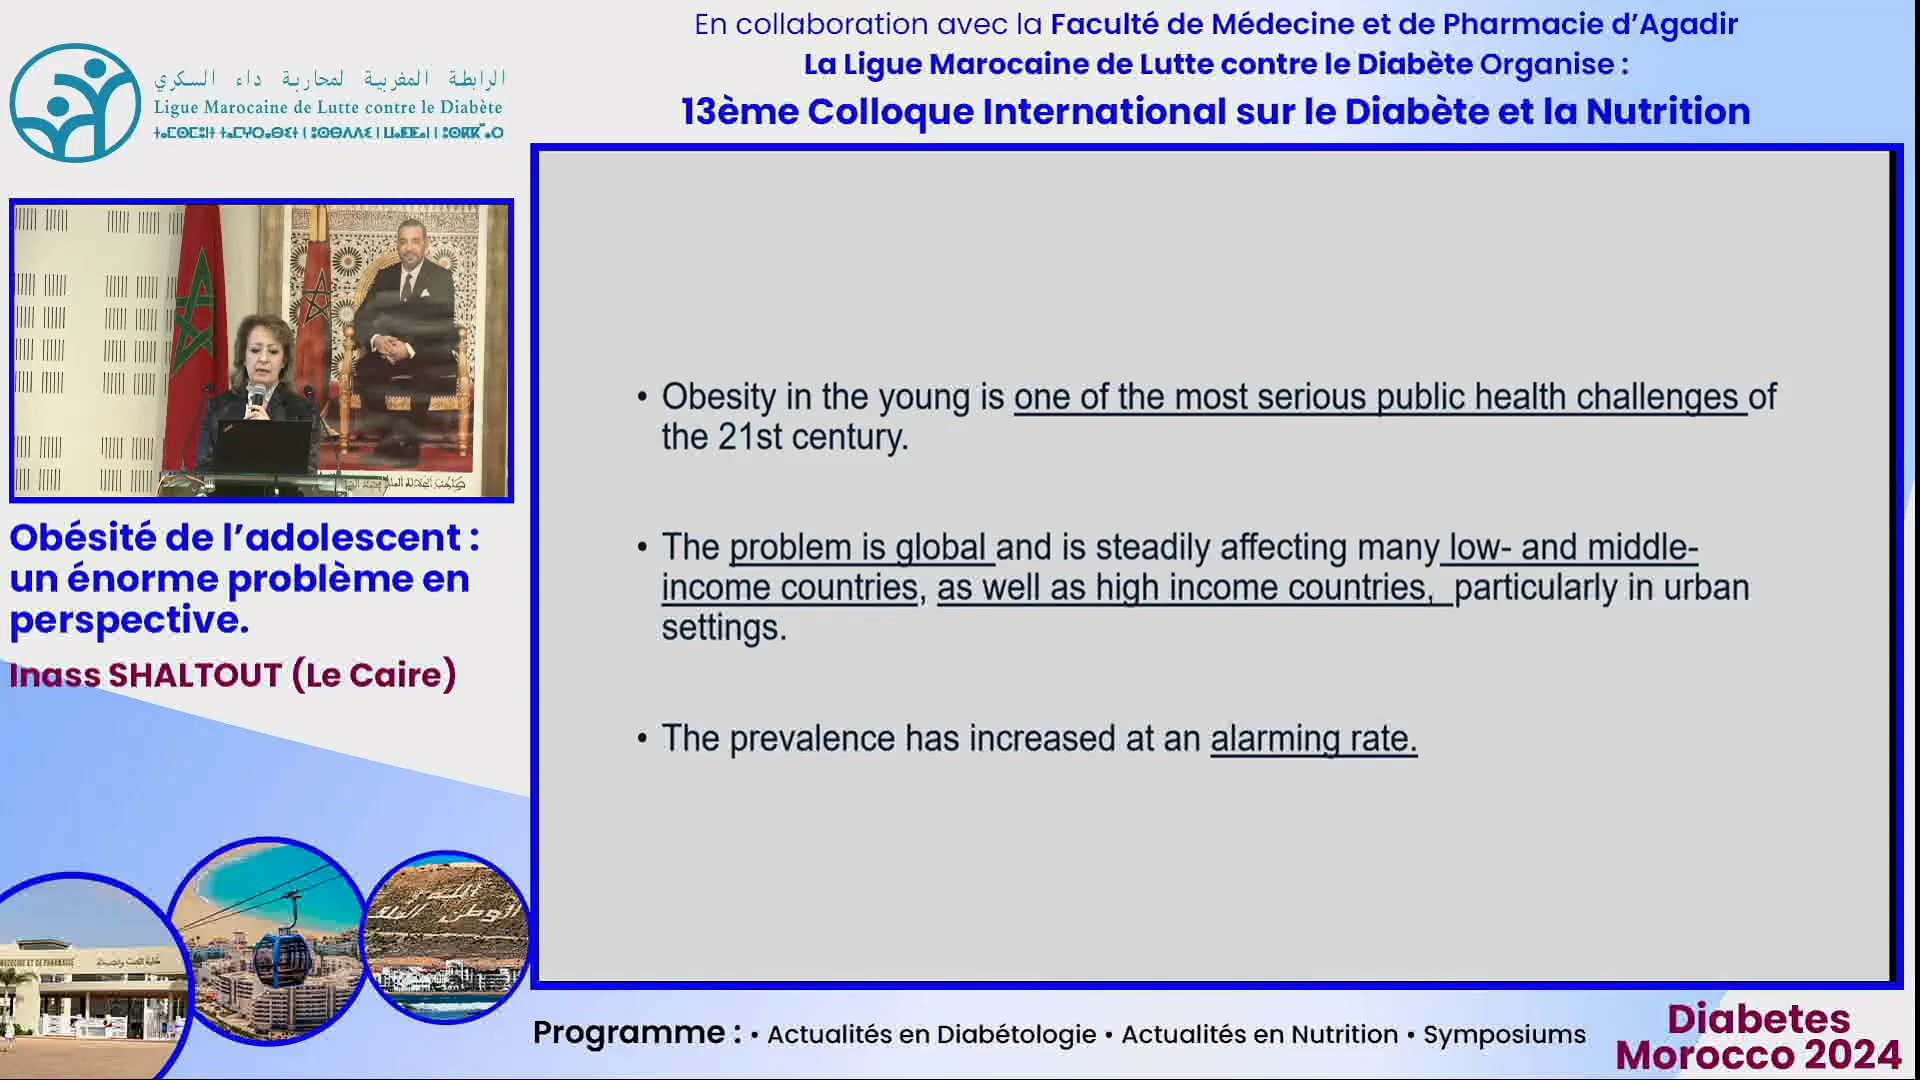 En collaboration avec la Faculté de Médecine et de Pharmacie d’Agadir
La Ligue Marocaine de Lutte contre le Diabète Organise :
13ème Colloque International sur le Diabète et la Nutrition
الرابطة المغربية لمحاربة داء السكري
Ligue Marocaine de Lutte contre le Diabète
Obésité de l’adolescent :
un énorme problème en
perspective.
Inass SHALTOUT (Le Caire)
• Obesity in the young is one of the most serious public health challenges of
the 21st century.
• The problem is global and is steadily affecting many low- and middle-
income countries, as well as high income countries, particularly in urban
settings.
• The prevalence has increased at an alarming rate.
الله
الوطن الملك
Programme : • Actualités en Diabétologie • Actualités en Nutrition • Symposiums
Diabetes
Morocco 2024